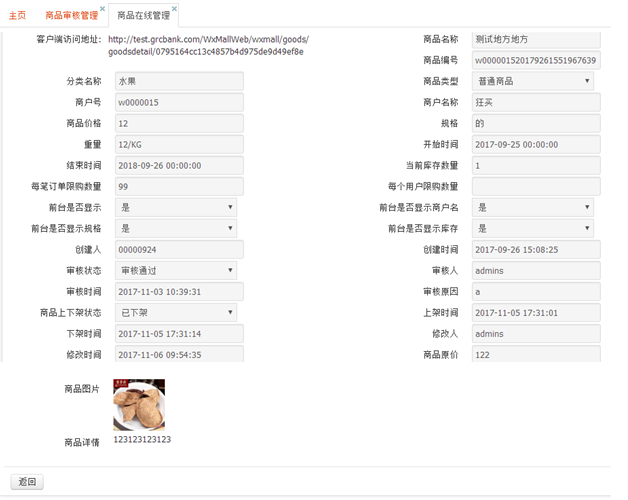 主页 商品审核管理 商品在线管理
客户端访问地址: http://test.grcbank.com/WxMallWeb/wxmall/goods/ 商品名称 测试地方地方
goodsdetail/0795164cc13c4857b4d975de9d49ef8e
商品编号 w00000152017926155196763​9
分类名称 水果 商品类型 普通商品
商户号 w0000015 商户名称 狂买
商品价格 12 规格 的
重量 12/KG 开始时间 2017-09-25 00:00:00
结束时间 2018-09-26 00:00:00 当前库存数量 1
每笔订单限购数量 99 每个用户限购数量
前台是否显示 是 前台是否显示商户名 是
前台是否显示规格 是 前台是否显示库存 是
创建人 00000924 创建时间 2017-09-26 15:08:25
审核状态 审核通过 审核人 admins
审核时间 2017-11-03 10:39:31 审核原因 a
商品上下架状态 已下架 上架时间 2017-11-05 17:31:01
下架时间 2017-11-05 17:31:14 修改人 admins
修改时间 2017-11-06 09:54:35 商品原价 122
商品图片
商品详情 123123123123
返回